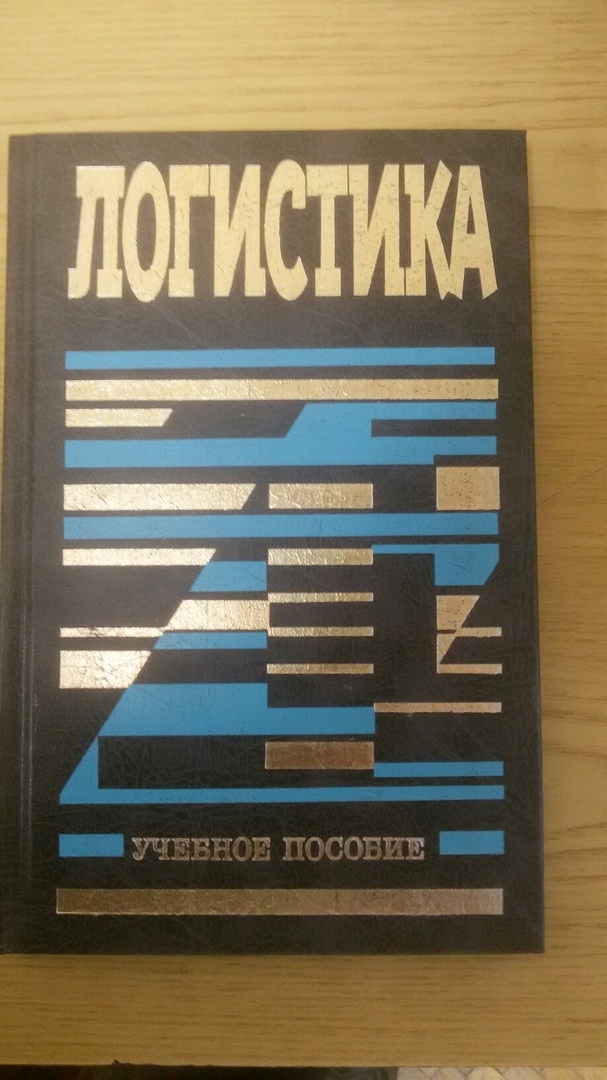 ЛОГИСТИКА
УЧЕБНОЕ ПОСОБИЕ